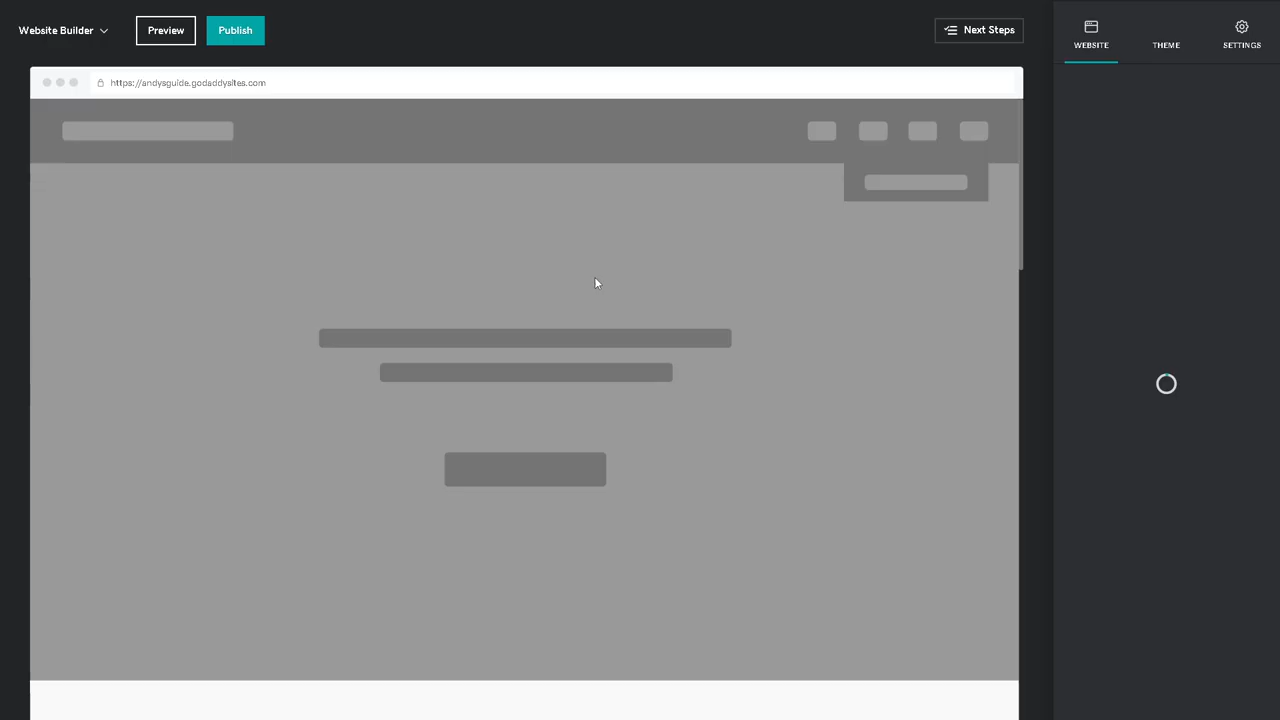 Website Builder
Preview
Publish
Next Steps
WEBSITE
THEME
SETTINGS
https://andysguide.godaddysites.com